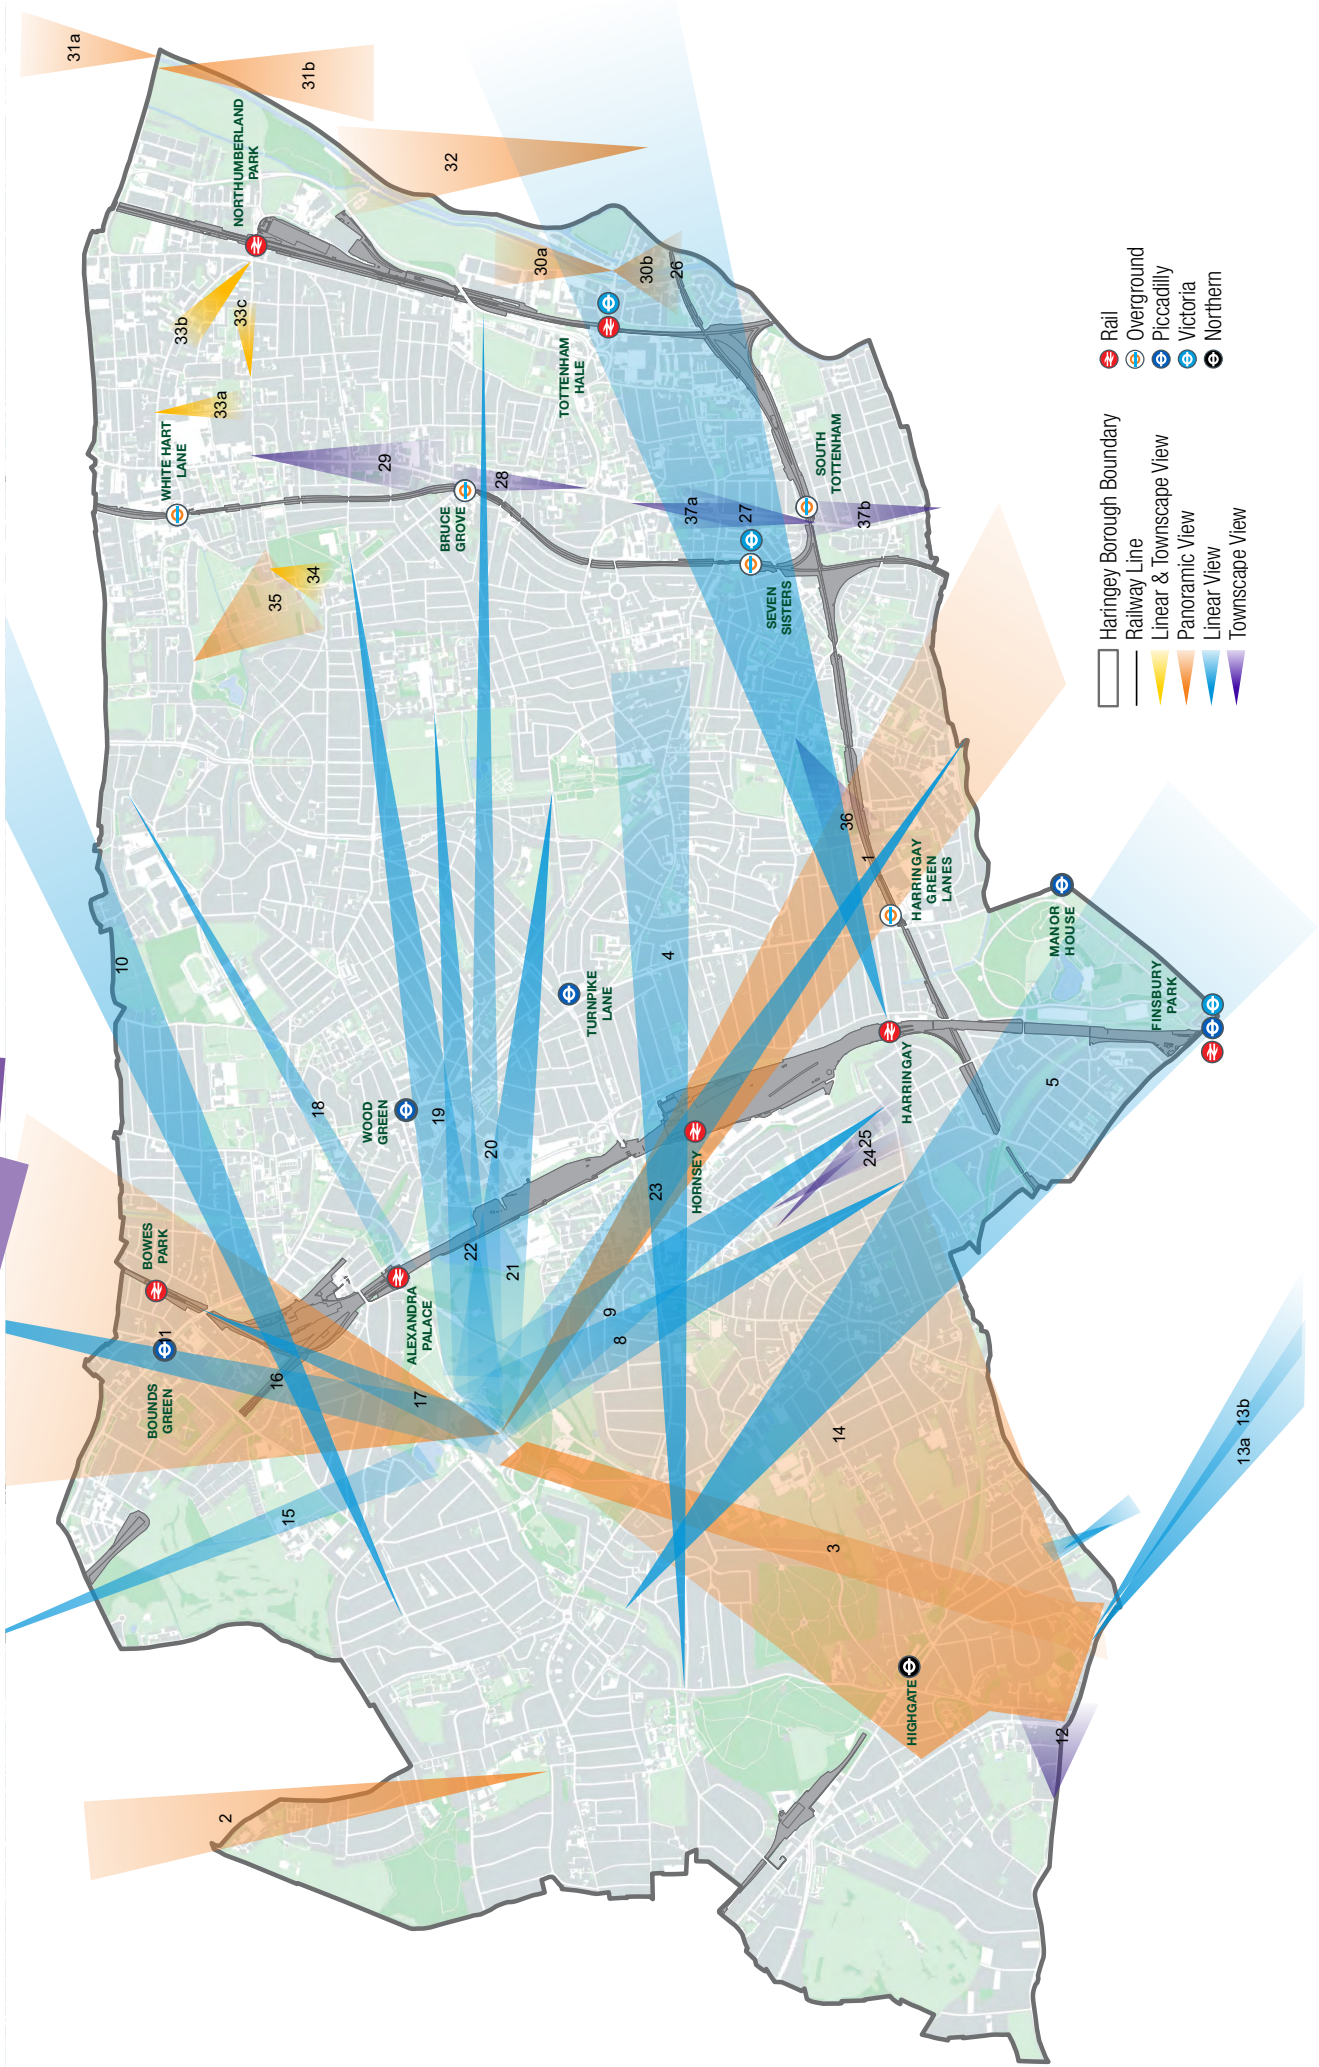 31a
10
11
BOUNDS
GREEN
BOWES
PARK
WHITE HART
LANE
33b
2
33a
33c
NORTHUMBERLAND
PARK
16
35
15
31b
18
34
WOOD
GREEN
29
ALEXANDRA
PALACE
17
19
BRUCE
GROVE
32
22
20
28
21
30a
TOTTENHAM
HALE
TURNPIKE
LANE
9
8
30b
23
4
26
HORNSEY
37a
27
SEVEN
SISTERS
SOUTH
TOTTENHAM
3
14
36
37b
24
25
1
HARRINGAY
HARRINGAY
GREEN
LANES
HIGHGATE
5
12
MANOR
HOUSE
FINSBURY
PARK
13a
13b
Haringey Borough Boundary
Railway Line
Linear & Townscape View
Panoramic View
Linear View
Townscape View
Rail
Overground
Piccadilly
Victoria
Northern